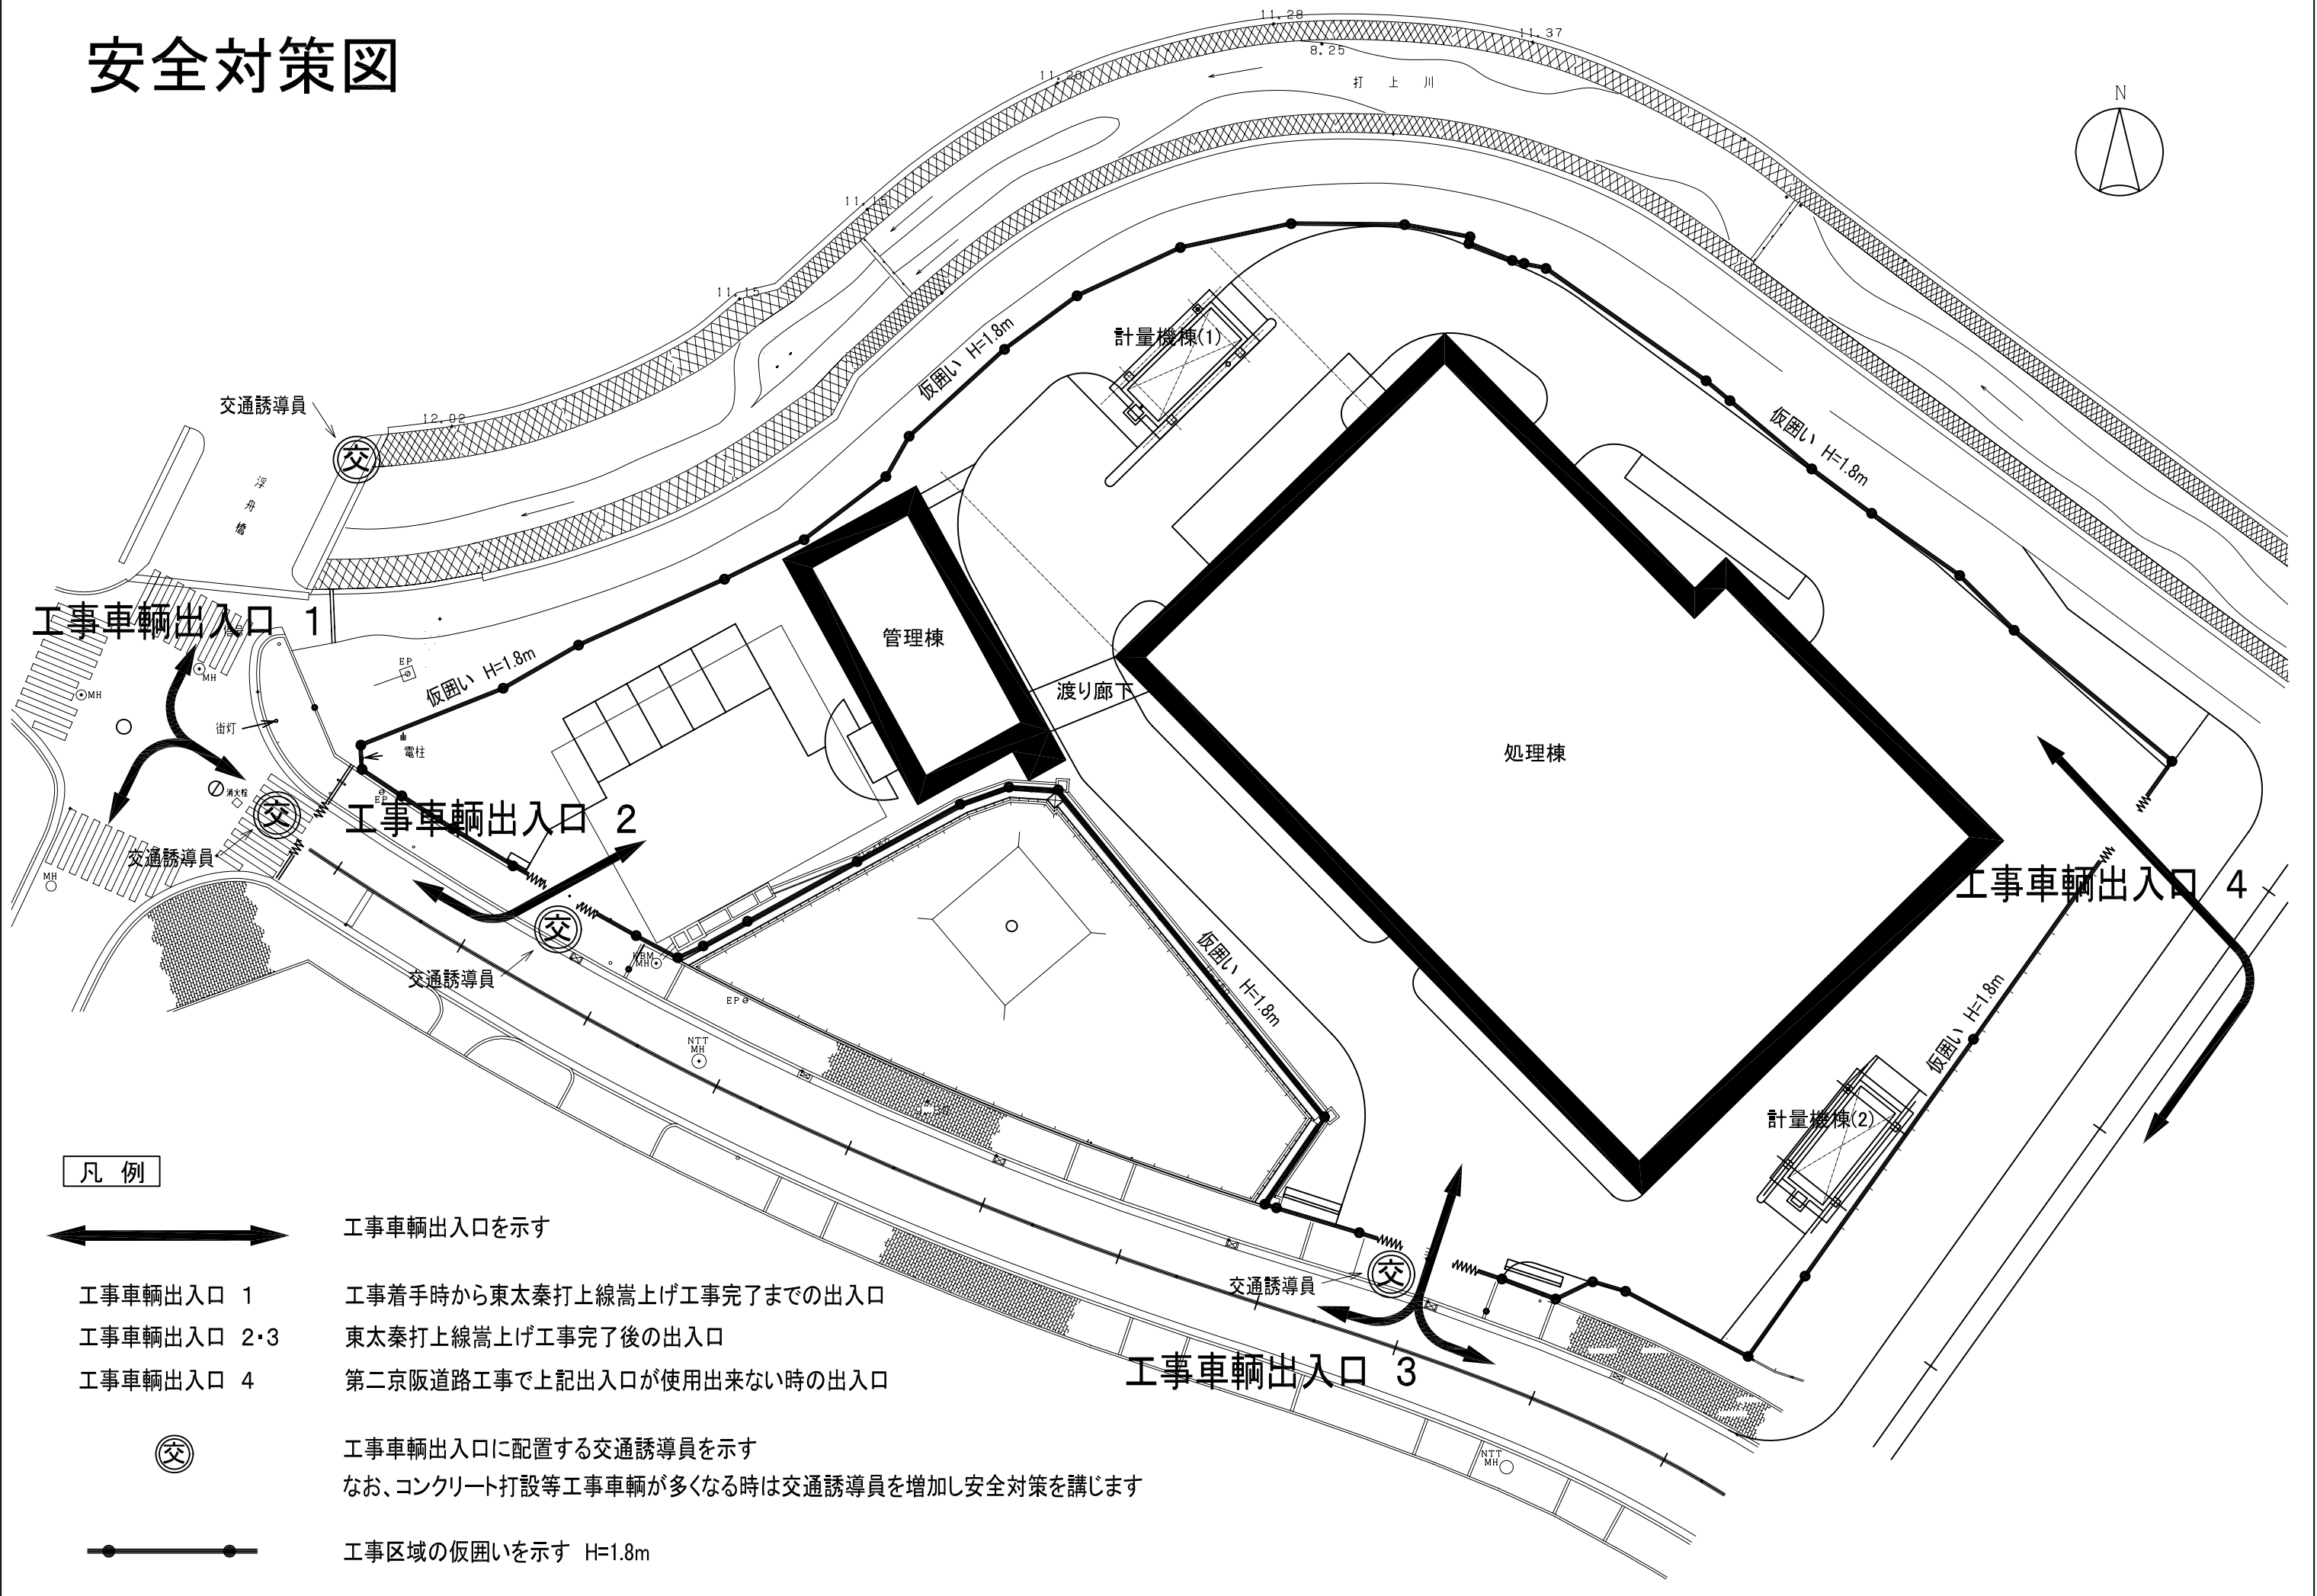 安全対策図
11.28
11.37
8.25
11.20
打上川
N
11.15
11.15
12.02
交通誘導員
交
浮舟橋
計量機棟(1)
仮囲い H=1.8m
仮囲い H=1.8m
工事車輌出入口 1
MH
MH
EP
仮囲い H=1.8m
管理棟
渡り廊下
処理棟
街灯
電柱
消火栓
EP
交
工事車輌出入口 2
交通誘導員
MH
交
交通誘導員
KBM
MH
EP
NTT
MH
仮囲い H=1.8m
工事車輌出入口 4
仮囲い H=1.8m
計量機棟(2)
交通誘導員
交
工事車輌出入口 3
NTT
MH
凡 例
工事車輌出入口を示す
工事車輌出入口 1 工事着手時から東太秦打上線嵩上げ工事完了までの出入口
工事車輌出入口 2・3 東太秦打上線嵩上げ工事完了後の出入口
工事車輌出入口 4 第二京阪道路工事で上記出入口が使用出来ない時の出入口
交 工事車輌出入口に配置する交通誘導員を示す
なお、コンクリート打設等工事車輌が多くなる時は交通誘導員を増加し安全対策を講じます
工事区域の仮囲いを示す H=1.8m